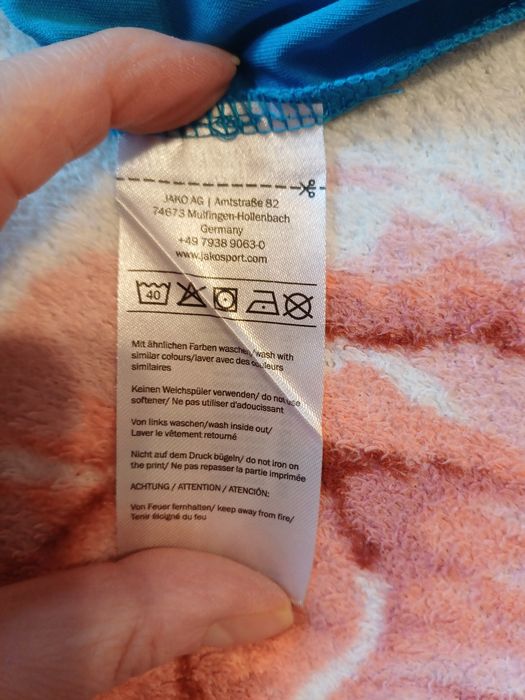 JAKO AG | Amtstraße 82
74673 Mulfingen-Hollenbach
Germany
+49 7938 9063-0
www.jakosport.com
40
Mit ähnlichen Farben waschen/wash with
similar colours/laver avec des couleurs
similaires
Keinen Weichspüler verwenden/ do not use
softener/ Ne pas utiliser d'adoucissant
Von links waschen/wash inside out/
Laver le vêtement retourné
Nicht auf dem Druck bügeln/ do not iron on
the print/ Ne pas repasser la partie imprimée
ACHTUNG / ATTENTION / ATENCIÓN:
Von Feuer fernhalten/ keep away from fire/
Tenir éloigné du feu